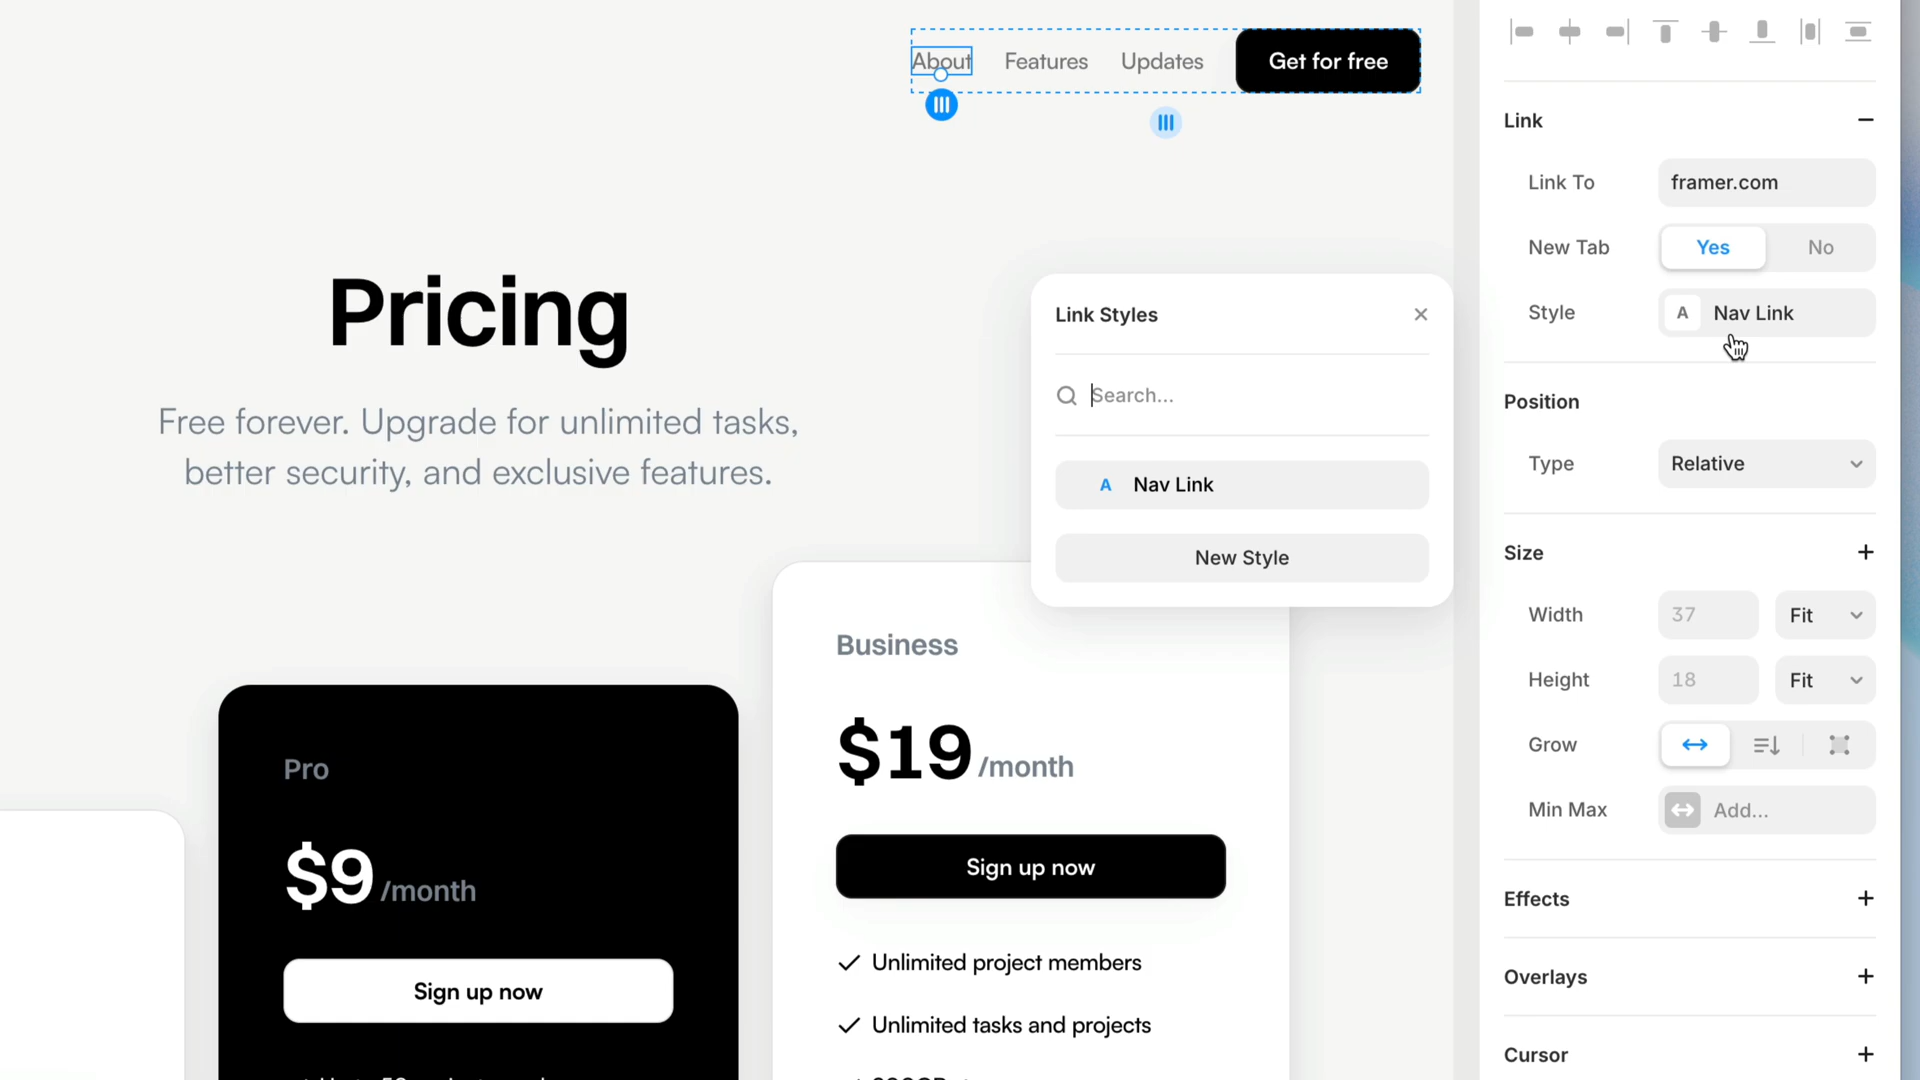 About
Features
Updates
Get for free
Pricing
Free forever. Upgrade for unlimited tasks,
better security, and exclusive features.
Link Styles
Search...
A Nav Link
New Style
Business
$19 /month
Sign up now
Unlimited project members
Unlimited tasks and projects
Pro
$9 /month
Sign up now
Link
Link To
framer.com
New Tab
Yes
No
Style
A Nav Link
Position
Type
Relative
Size
Width
37
Fit
Height
18
Fit
Grow
Min Max
Add...
Effects
Overlays
Cursor